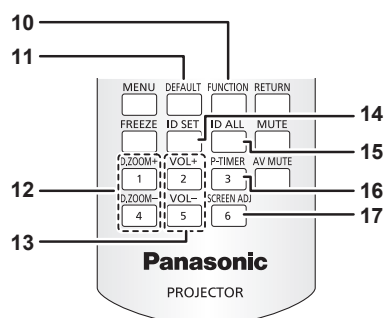 10
11
MENU DEFAULT FUNCTION RETURN
14
FREEZE ID SET ID ALL MUTE
15
D.ZOOM+ VOL+ P-TIMER AV MUTE
12 1 2 3 16
D.ZOOM- VOL- SCREEN ADJ
4 5 6 17
13
Panasonic
PROJECTOR